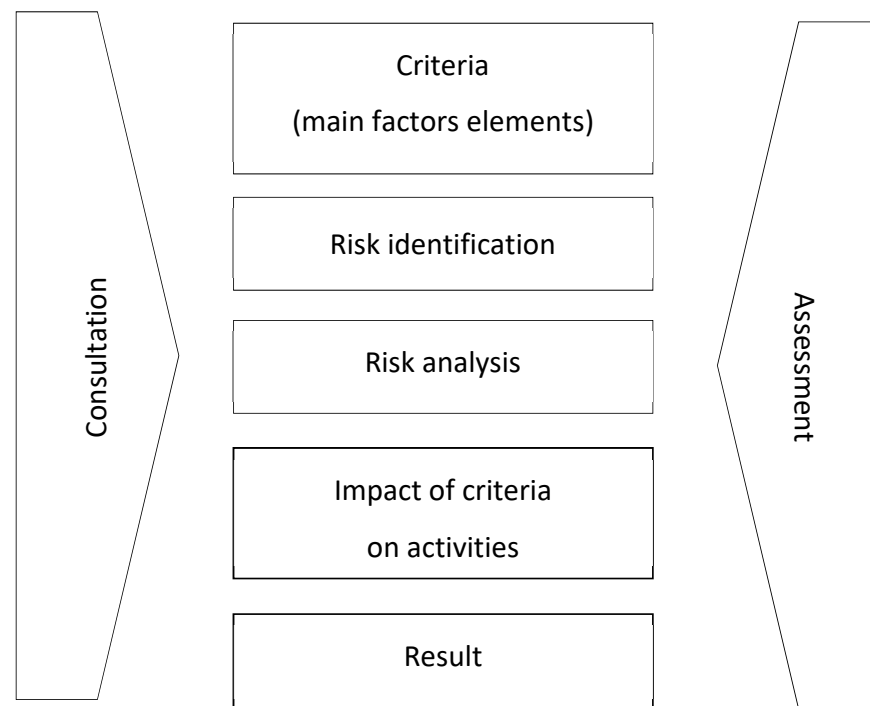 Consultation
Criteria
(main factors elements)
Risk identification
Risk analysis
Impact of criteria
on activities
Result
Assessment